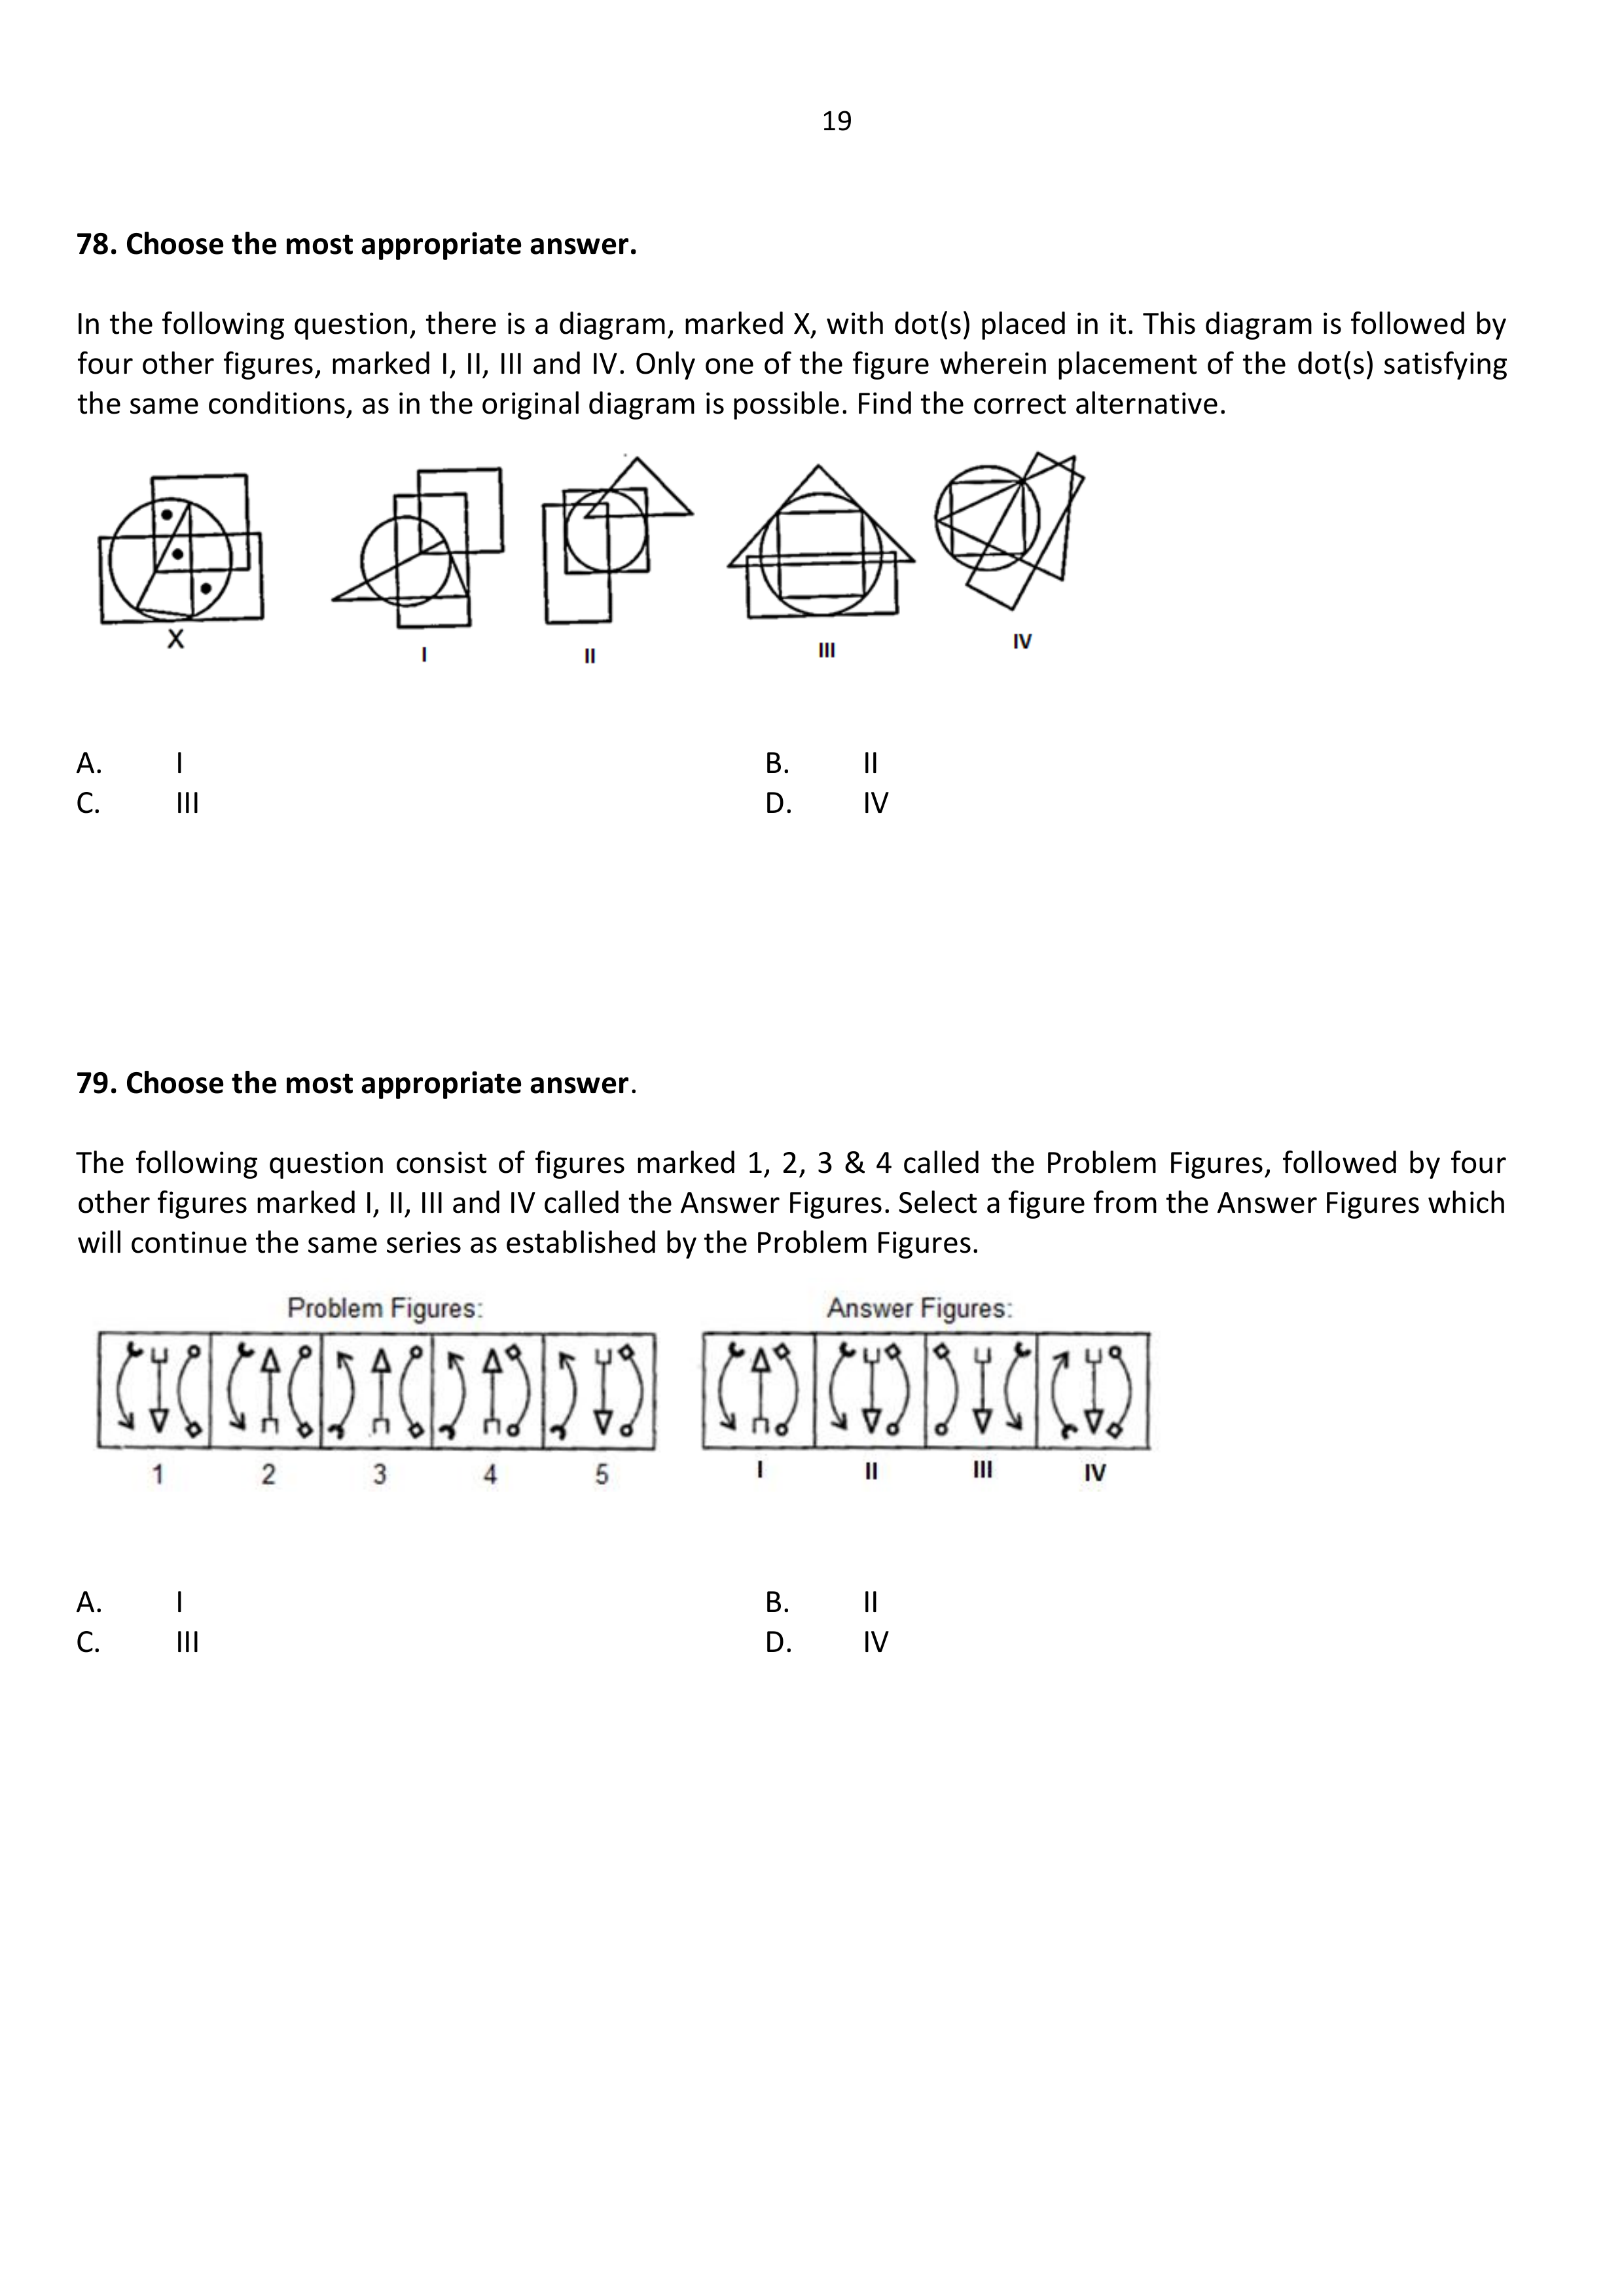 19
78. Choose the most appropriate answer.
In the following question, there is a diagram, marked X, with dot(s) placed in it. This diagram is followed by
four other figures, marked I, II, III and IV. Only one of the figure wherein placement of the dot(s) satisfying
the same conditions, as in the original diagram is possible. Find the correct alternative.
X I II III IV
A. I B. II
C. III D. IV
79. Choose the most appropriate answer.
The following question consist of figures marked 1, 2, 3 & 4 called the Problem Figures, followed by four
other figures marked I, II, III and IV called the Answer Figures. Select a figure from the Answer Figures which
will continue the same series as established by the Problem Figures.
Problem Figures: Answer Figures:
1 2 3 4 5 I II III IV
A. I B. II
C. III D. IV